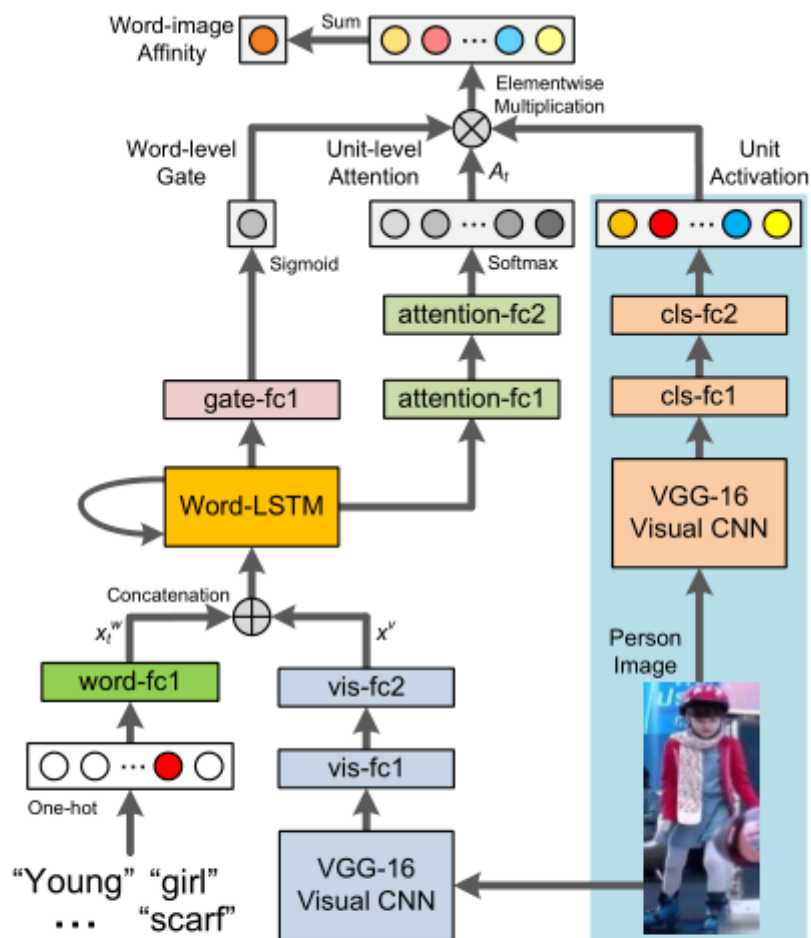 Word-image
Affinity
Sum
Elementwise
Multiplication
Word-level
Gate
Unit-level
Attention
A_t
Unit
Activation
...
...
...
Sigmoid
Softmax
attention-fc2
cls-fc2
gate-fc1
attention-fc1
cls-fc1
Word-LSTM
VGG-16
Visual CNN
Concatenation
x_t^w
x^v
Person
Image
word-fc1
vis-fc2
...
vis-fc1
One-hot
"Young" "girl"
... "scarf"
VGG-16
Visual CNN